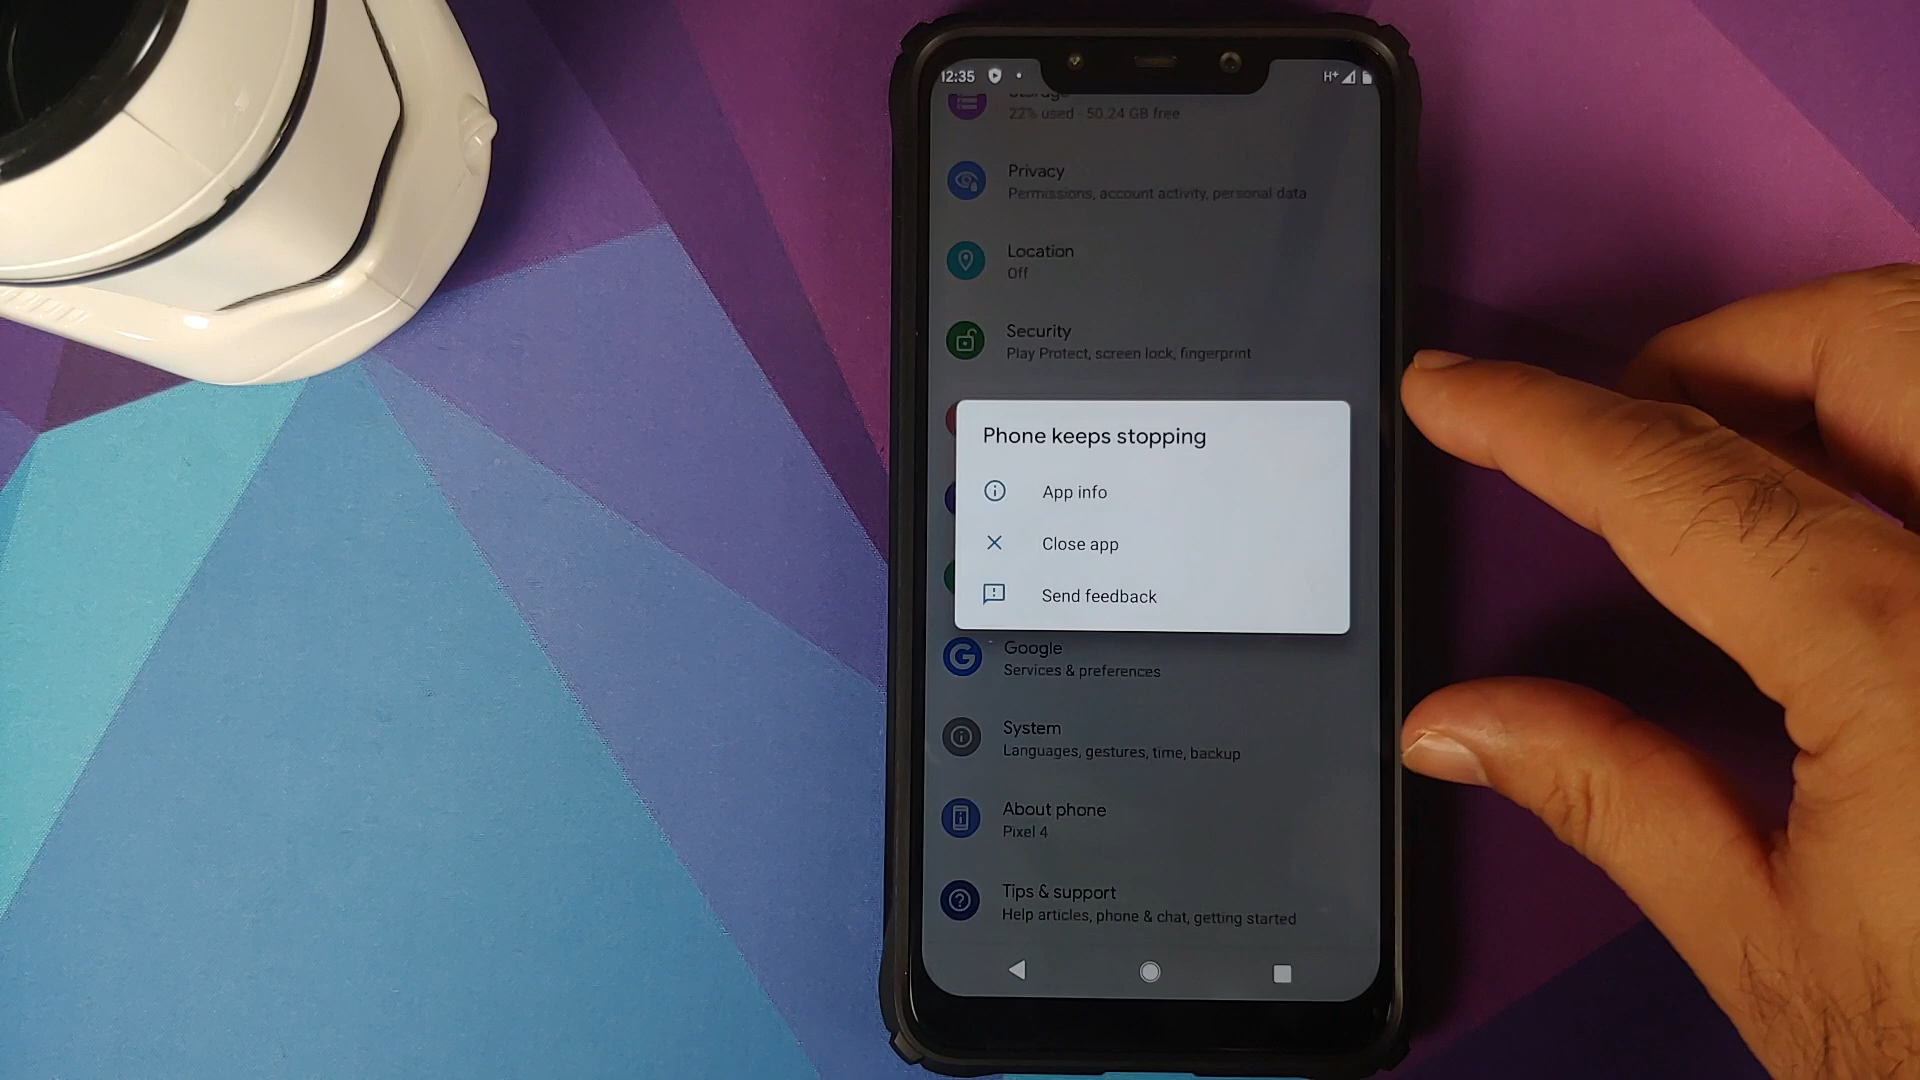 12:35
H+
Storage
22% used - 50.24 GB free
Privacy
Permissions, account activity, personal data
Location
Off
Security
Play Protect, screen lock, fingerprint
Phone keeps stopping
App info
Close app
Send feedback
Google
Services & preferences
System
Languages, gestures, time, backup
About phone
Pixel 4
Tips & support
Help articles, phone & chat, getting started